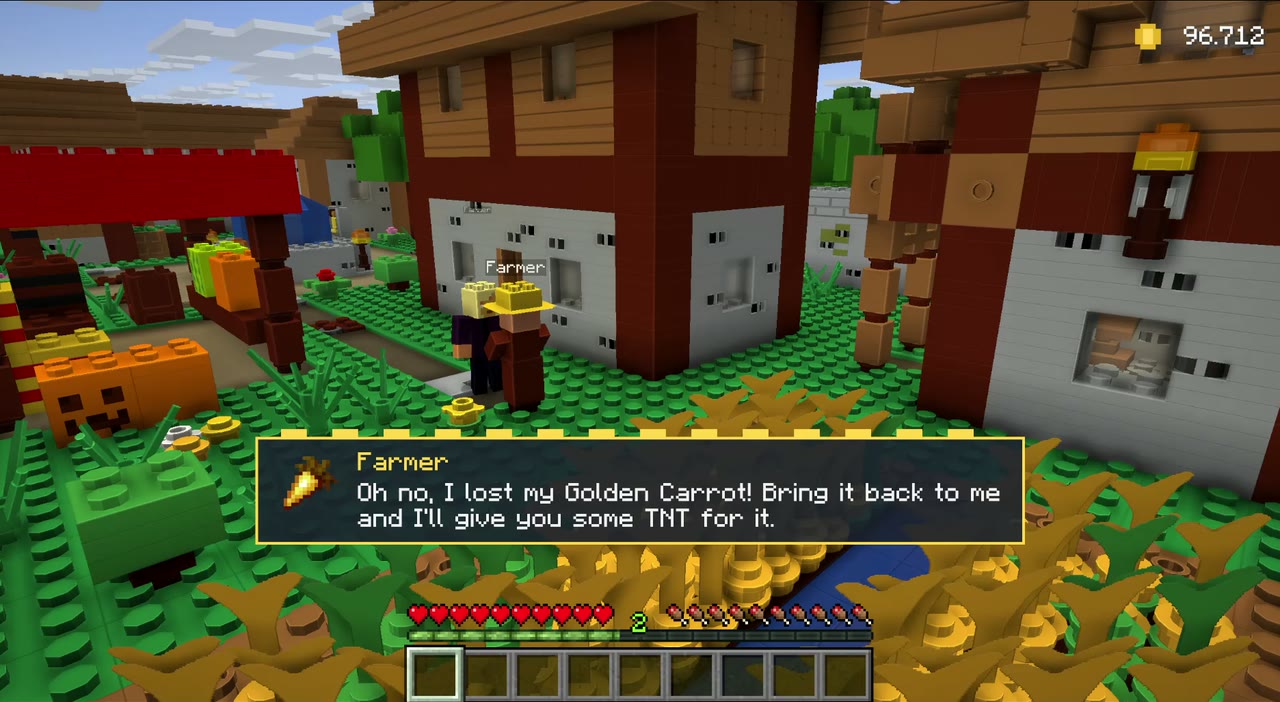 96.712
Farmer
Farmer
Oh no, I lost my Golden Carrot! Bring it back to me
and I'll give you some TNT for it.
2